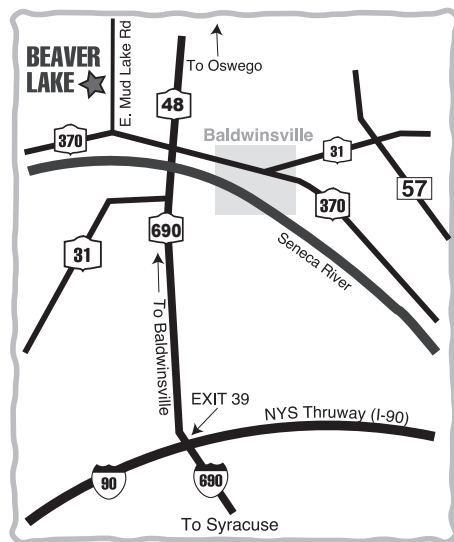 BEAVER
LAKE
E. Mud Lake Rd
To Oswego
48
370
Baldwinsville
31
57
370
690
31
Seneca River
To Baldwinsville
EXIT 39
NYS Thruway (I-90)
90
690
To Syracuse